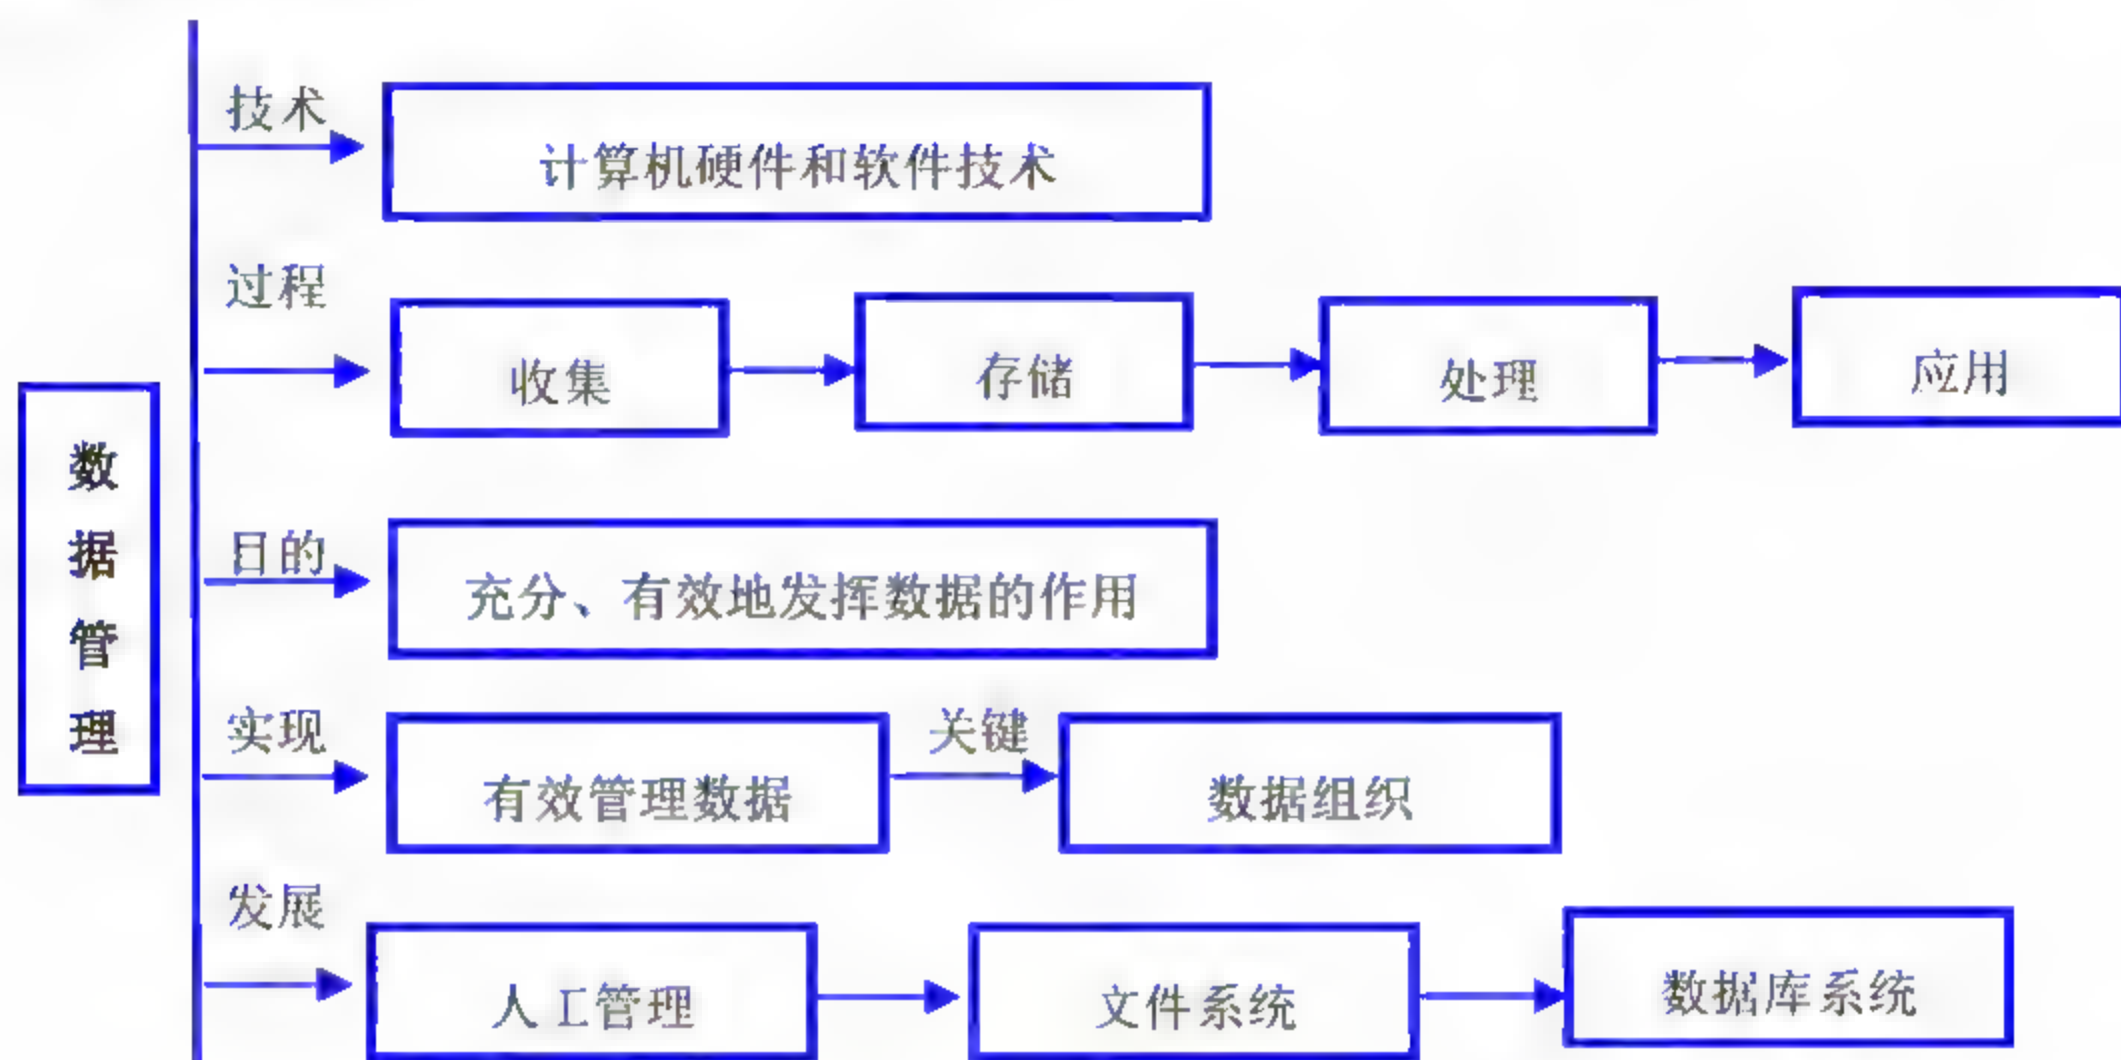 技术
计算机硬件和软件技术
过程
收集 存储 处理 应用
数
据
管
理
目的
充分、有效地发挥数据的作用
实现
有效管理数据 关键 数据组织
发展
人工管理 文件系统 数据库系统